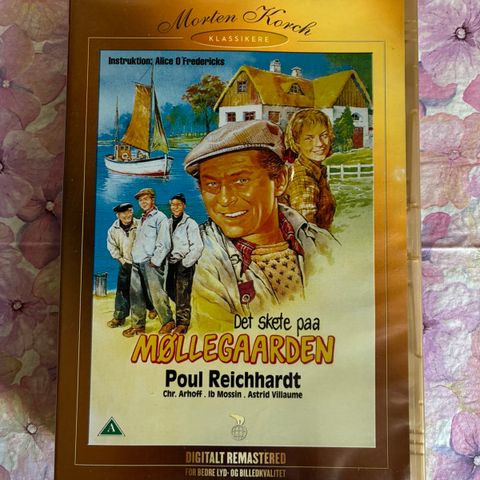 Morten Korch
KLASSIKERE
Instruktion: Alice O'Fredericks
Det skete paa
MØLLEGAARDEN
Poul Reichhardt
Chr. Arhoff . Ib Mossin . Astrid Villaume
A
DIGITALT REMASTERED
FOR BEDRE LYD- OG BILLEDKVALITET